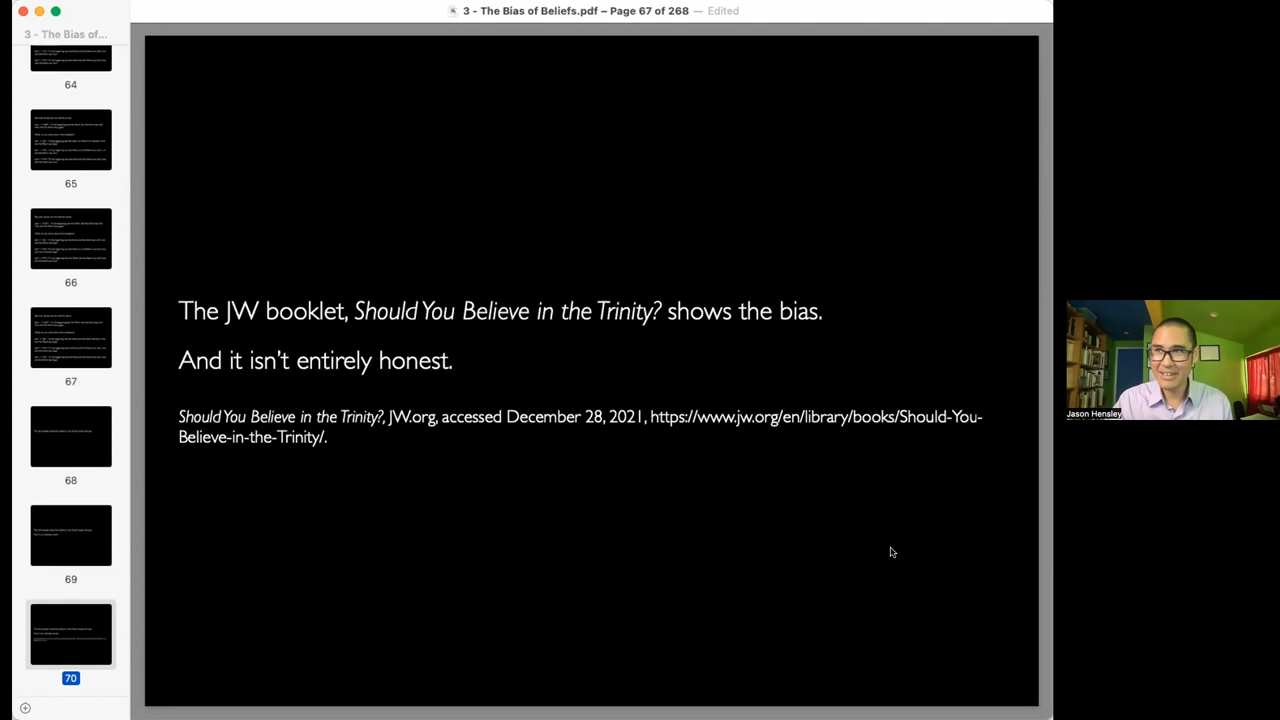 3 - The Bias of Beliefs.pdf – Page 67 of 268 — Edited
3 - The Bias of...
64
65
66
67
68
69
70
The JW booklet, Should You Believe in the Trinity? shows the bias.
And it isn't entirely honest.
Should You Believe in the Trinity?, JW.org, accessed December 28, 2021, https://www.jw.org/en/library/books/Should-You-
Believe-in-the-Trinity/.
Jason Hensley